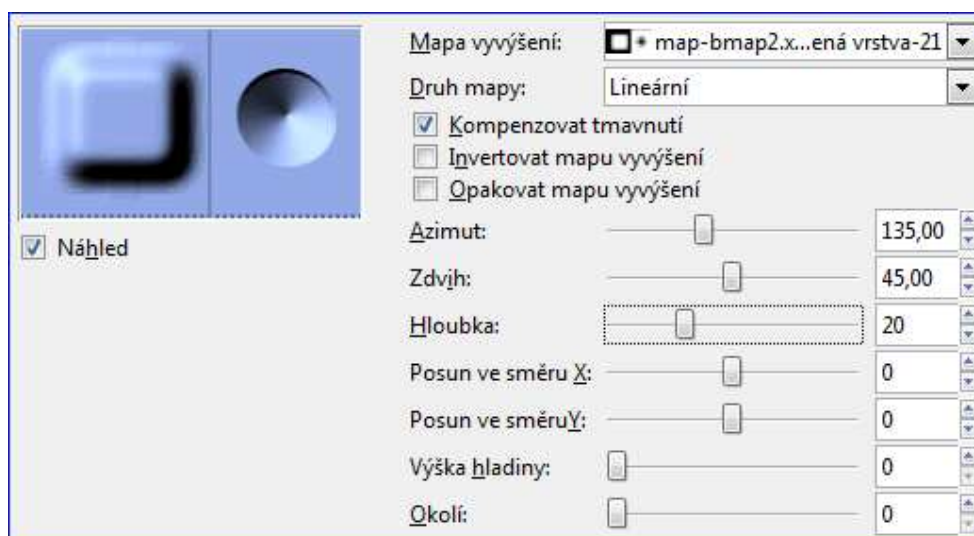 Mapa vyvýšení: map-bmap2.x...ená vrstva-21
Druh mapy: Lineární
Kompenzovat tmavnutí
Invertovat mapu vyvýšení
Opakovat mapu vyvýšení
Náhled
Azimut: 135,00
Zdvih: 45,00
Hloubka: 20
Posun ve směru X: 0
Posun ve směruY: 0
Výška hladiny: 0
Okolí: 0